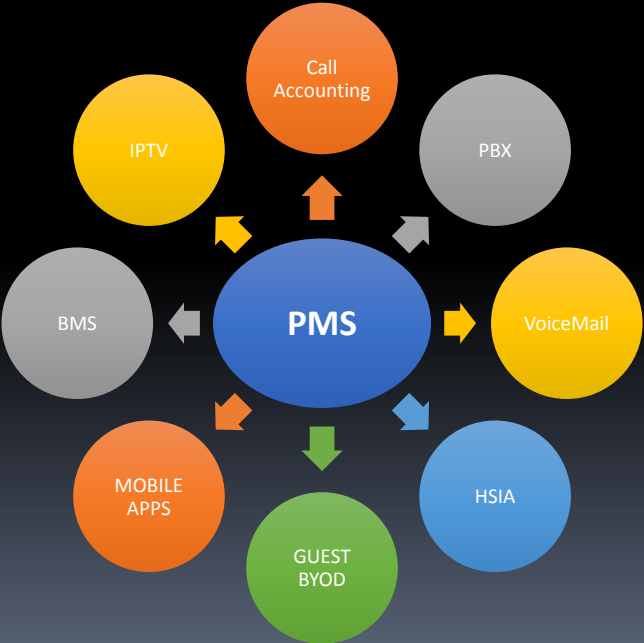 Call
Accounting
IPTV
PBX
BMS
PMS
VoiceMail
MOBILE
APPS
HSIA
GUEST
BYOD